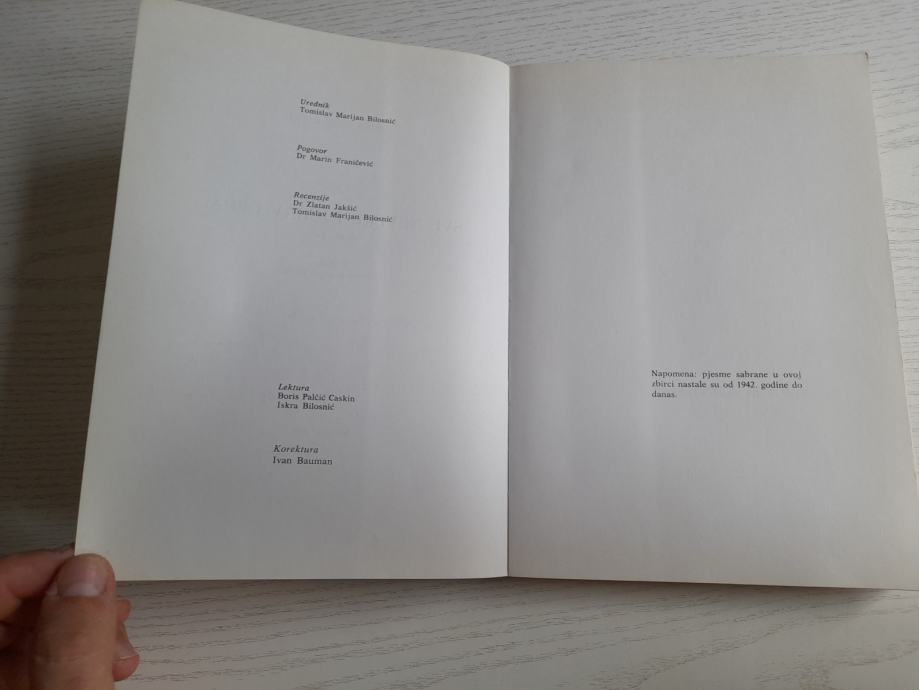 Urednik
Tomislav Marijan Bilosnić
Pogovor
Dr Marin Franičević
Recenzije
Dr Zlatan Jakšić
Tomislav Marijan Bilosnić
Lektura
Boris Palčić Caskin
Iskra Bilosnić
Korektura
Ivan Bauman
Napomena: pjesme sabrane u ovoj
zbirci nastale su od 1942. godine do
danas.